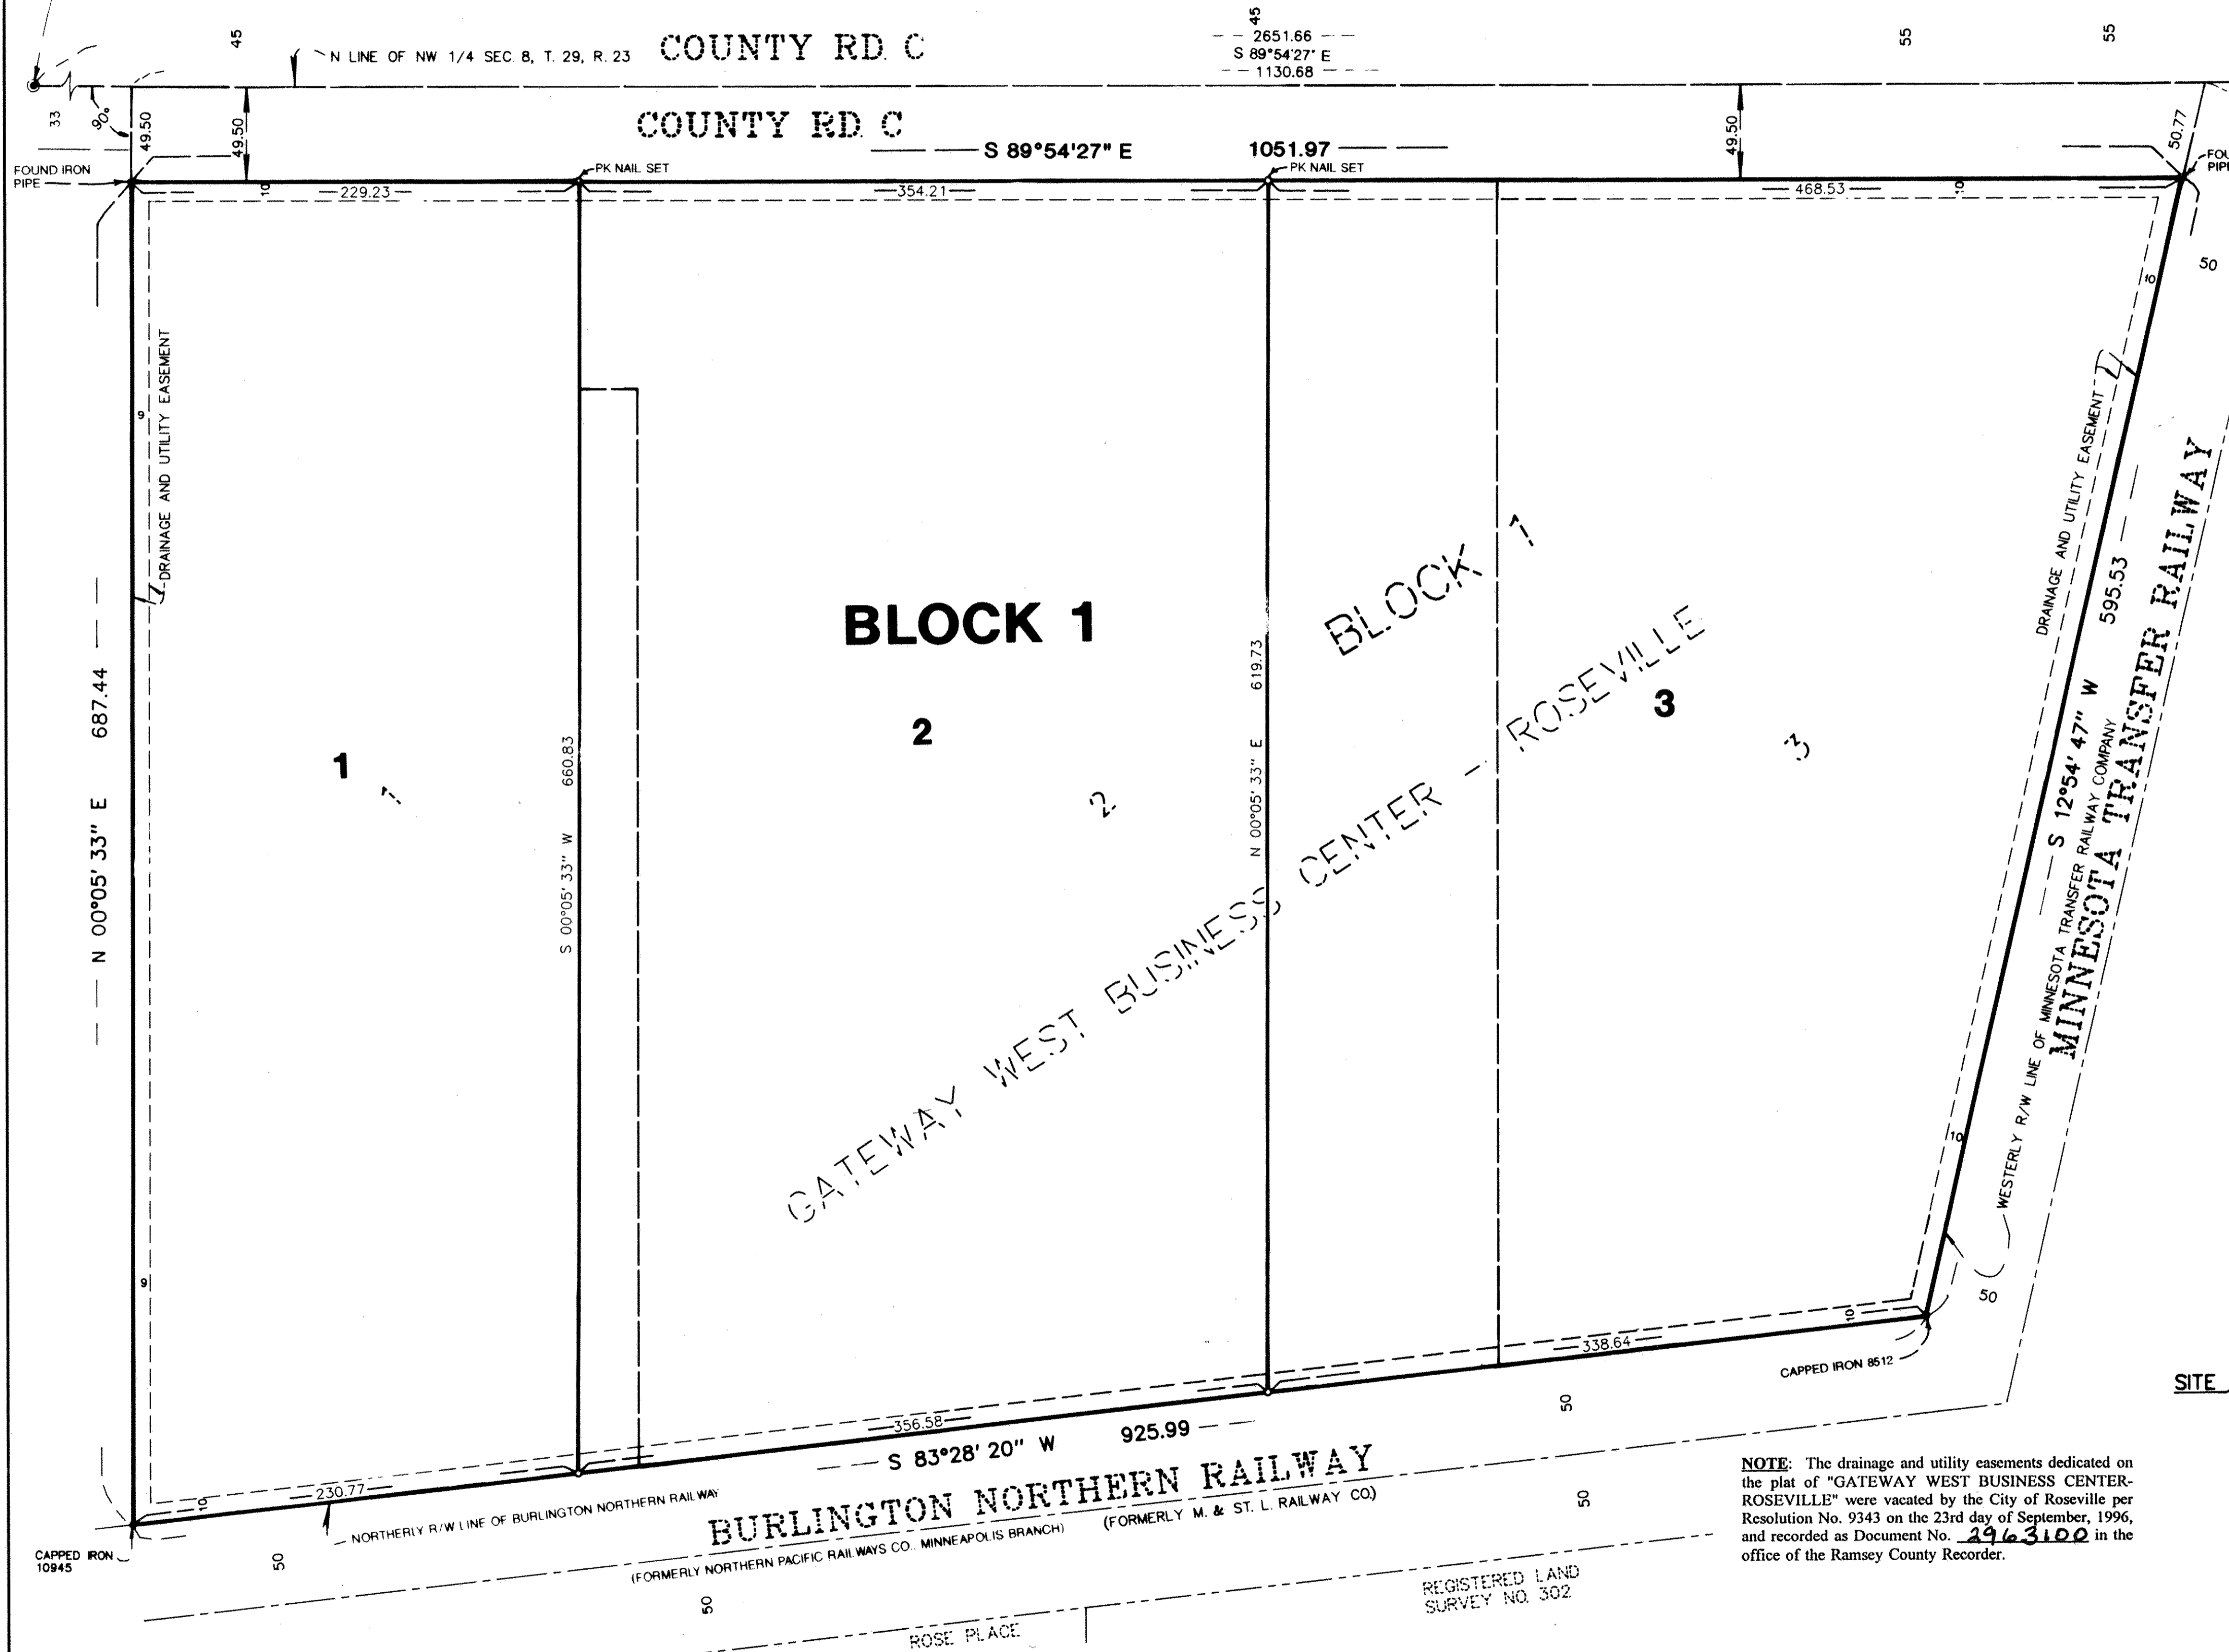 45
45
55
55
N LINE OF NW 1/4 SEC. 8, T. 29, R. 23
COUNTY RD. C
2651.66
S 89°54'27" E
1130.68
33
90°
49.50
49.50
COUNTY RD. C
S 89°54'27" E 1051.97
49.50
50.77
FOUND IRON
PIPE
PK NAIL SET
PK NAIL SET
FOU
PIPE
10
229.23
354.21
468.53
10
50
10
9
DRAINAGE AND UTILITY EASEMENT
DRAINAGE AND UTILITY EASEMENT
N 00°05'33" E 687.44
S 00°05'33" W 660.83
N 00°05'33" E 619.73
BLOCK 1
BLOCK 1
1
1
2
2
3
3
GATEWAY WEST BUSINESS CENTER - ROSEVILLE
S 12°54'47" W 595.53
WESTERLY R/W LINE OF MINNESOTA TRANSFER RAILWAY COMPANY
MINNESOTA TRANSFER RAILWAY
10
9
10
50
338.64
CAPPED IRON 8512
SITE
50
356.58
S 83°28'20" W 925.99
10
230.77
NORTHERLY R/W LINE OF BURLINGTON NORTHERN RAILWAY
BURLINGTON NORTHERN RAILWAY
(FORMERLY NORTHERN PACIFIC RAILWAYS CO. MINNEAPOLIS BRANCH)
(FORMERLY M. & ST. L. RAILWAY CO.)
CAPPED IRON
10945
50
50
50
REGISTERED LAND
SURVEY NO. 302
ROSE PLACE
NOTE: The drainage and utility easements dedicated on
the plat of "GATEWAY WEST BUSINESS CENTER-
ROSEVILLE" were vacated by the City of Roseville per
Resolution No. 9343 on the 23rd day of September, 1996,
and recorded as Document No. 2963100 in the
office of the Ramsey County Recorder.